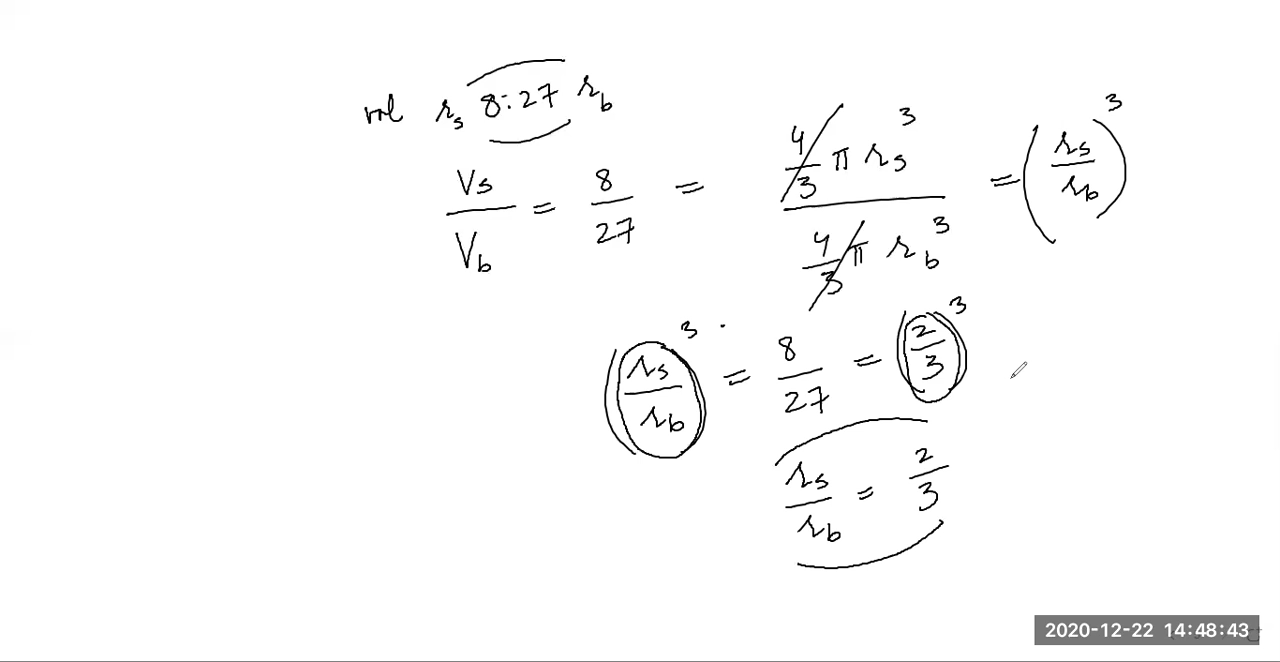 vol r_s 8:27 r_b
V_s/V_b = 8/27 = (4/3 π r_s^3)/(4/3 π r_b^3) = (r_s/r_b)^3
(r_s/r_b)^3 = 8/27 = (2/3)^3
r_s/r_b = 2/3
2020-12-22 14:48:43